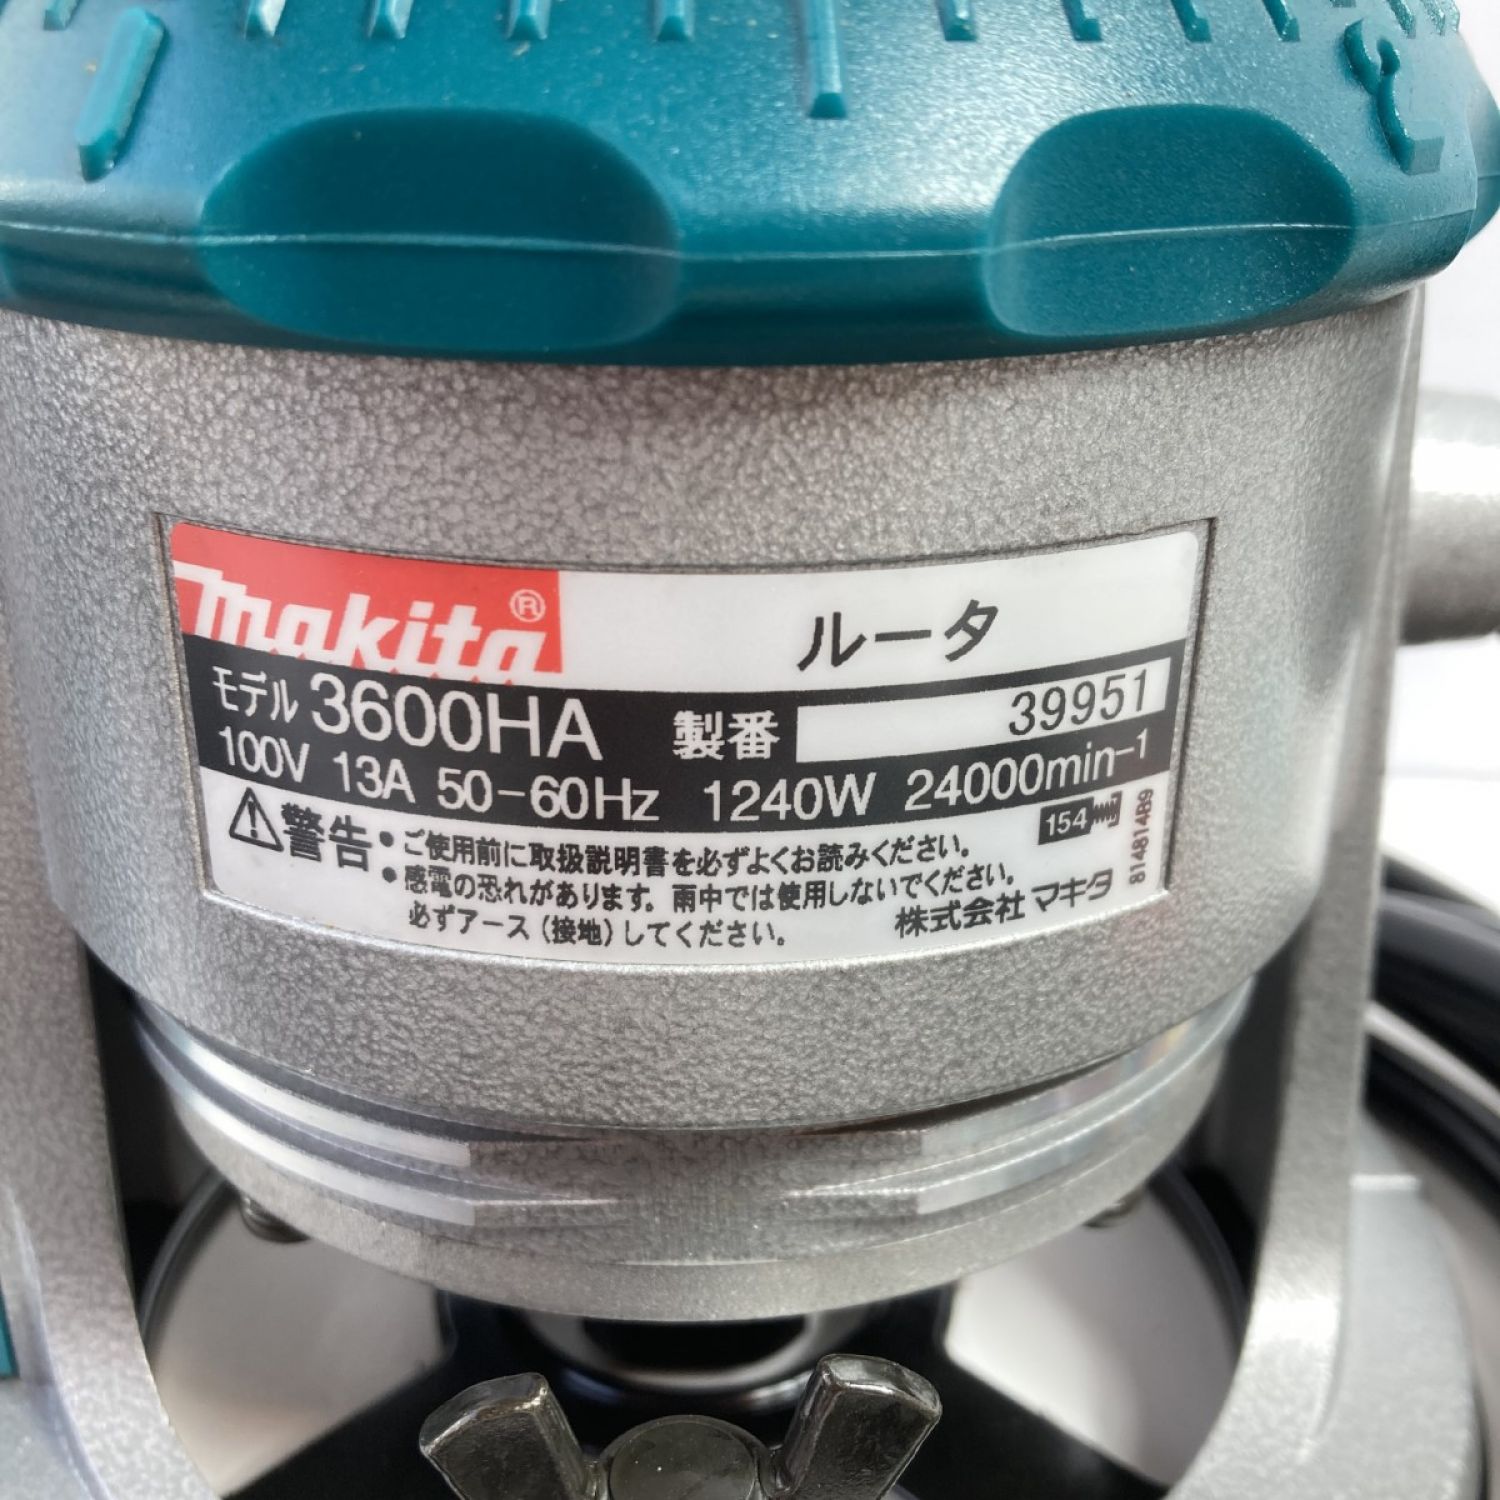 makita® ルータ
モデル 3600HA 製番 39951
100V 13A 50-60Hz 1240W 24000min-1
154
814814B9
警告: ご使用前に取扱説明書を必ずよくお読みください。
感電の恐れがあります。雨中では使用しないでください。
必ずアース(接地)してください。
株式会社 マキタ